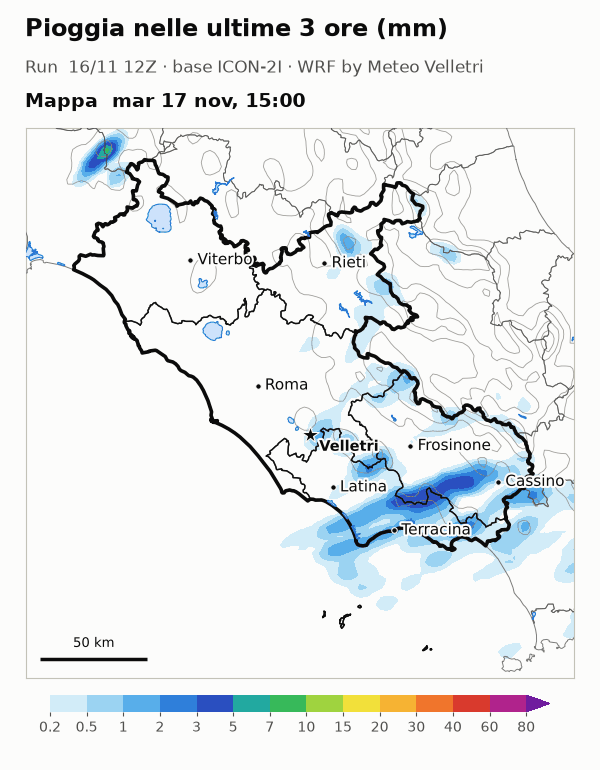 Pioggia nelle ultime 3 ore (mm)
Run  16/11 12Z · base ICON-2I · WRF by Meteo Velletri
Mappa  mar 17 nov, 15:00
Viterbo
Rieti
Roma
Velletri
Frosinone
Latina
Cassino
Terracina
50 km
0.2 0.5 1 2 3 5 7 10 15 20 30 40 60 80